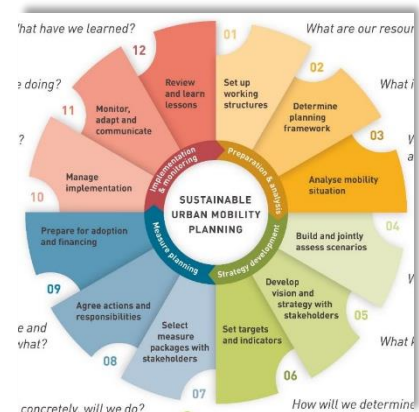 hat have we learned?
What are our resour
e doing?
What i
?
12
Review
and learn
lessons
01
Set up
working
structures
02
Determine
planning
framework
03
Analyse mobility
situation
04
Build and jointly
assess scenarios
05
Develop
vision and
strategy with
stakeholders
06
Set targets
and indicators
07
Select
measure
packages with
stakeholders
08
Agree actions and
responsibilities
09
Prepare for adoption
and financing
10
Manage
implementation
11
Monitor,
adapt and
communicate
Preparation & analysis
Strategy development
Measure planning
Implementation
& monitoring
SUSTAINABLE
URBAN MOBILITY
PLANNING
e and
what?
What k
concretely, will we do?
How will we determine